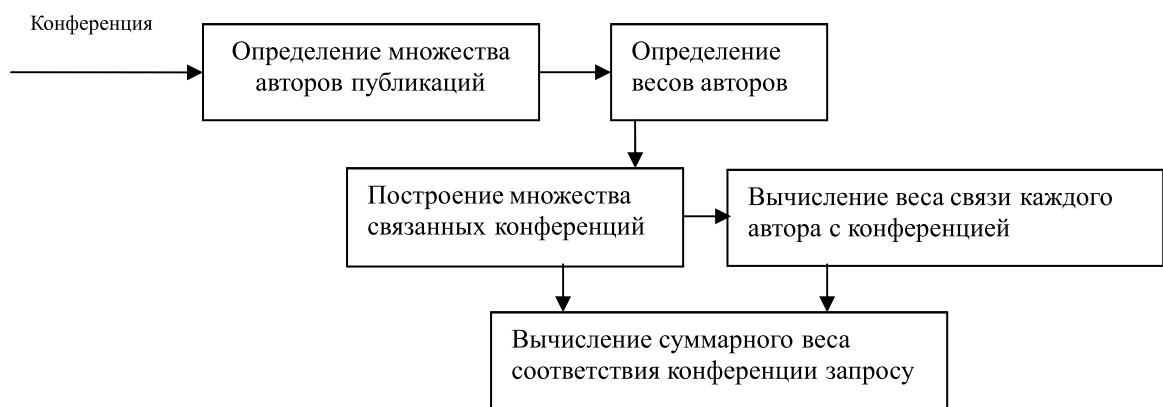 Конференция
Определение множества
авторов публикаций
Определение
весов авторов
Построение множества
связанных конференций
Вычисление веса связи каждого
автора с конференцией
Вычисление суммарного веса
соответствия конференции запросу